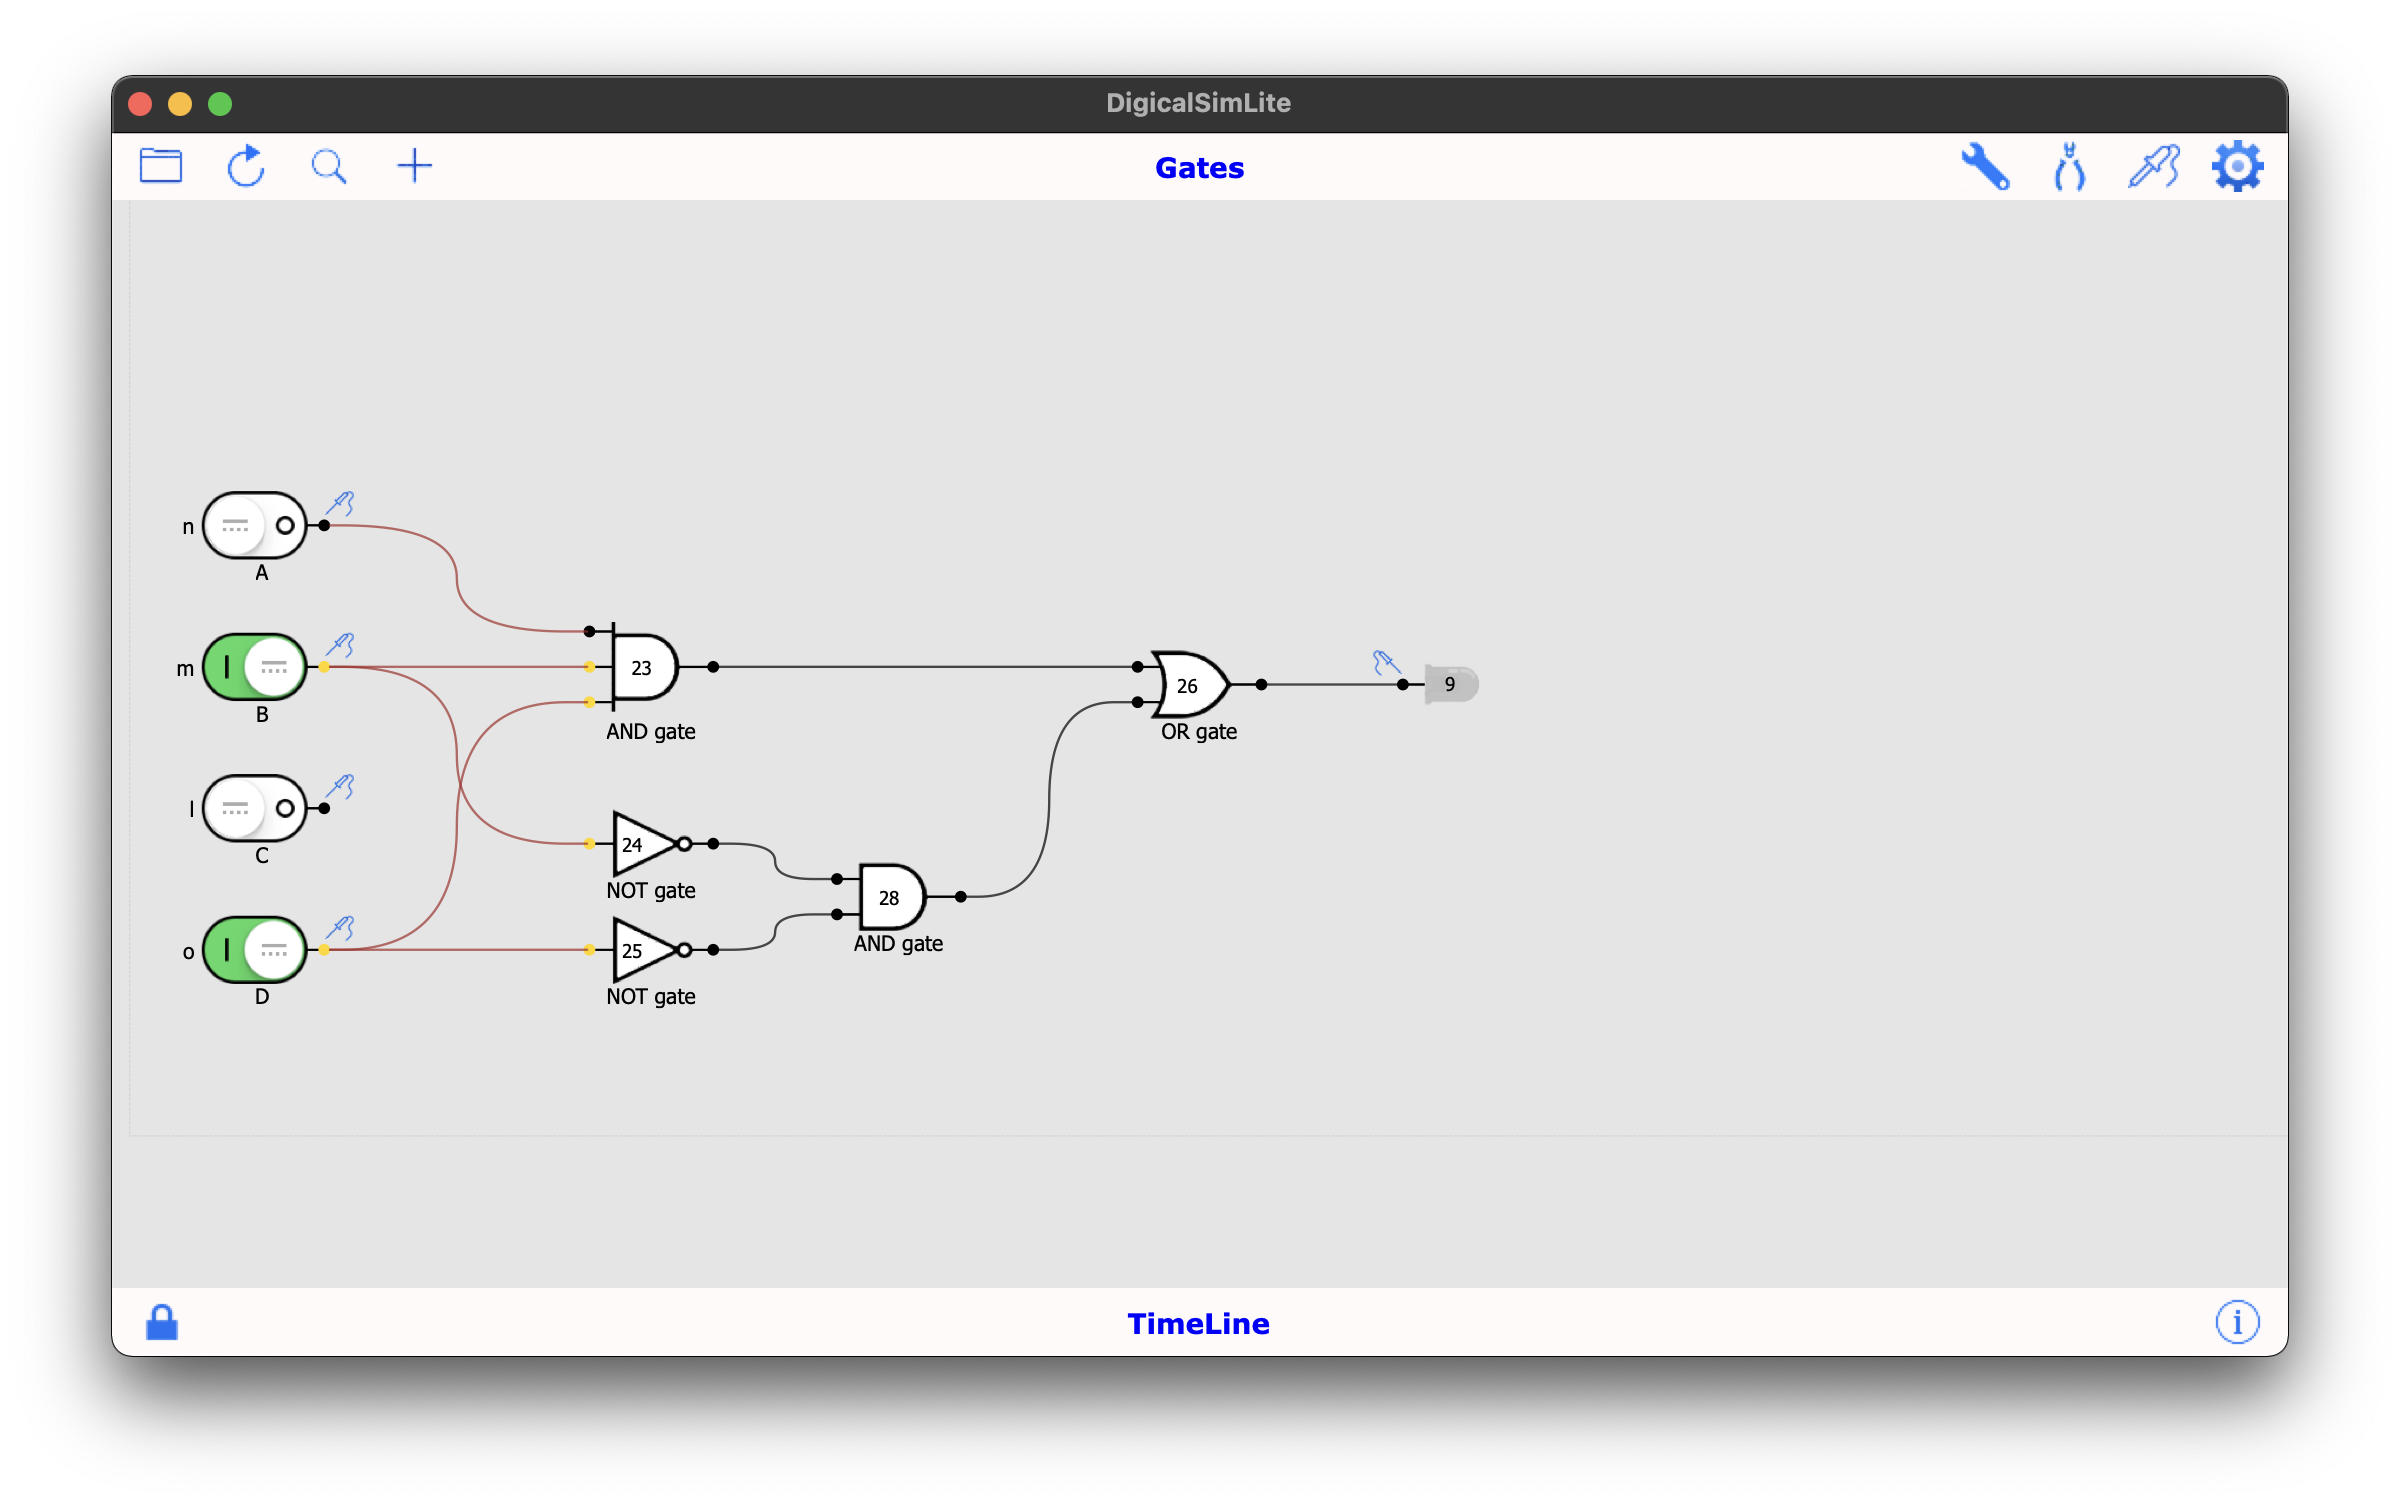 DigicalSimLite
Gates
n
A
m
B
l
C
o
D
23
AND gate
24
NOT gate
25
NOT gate
28
AND gate
26
OR gate
9
TimeLine
i